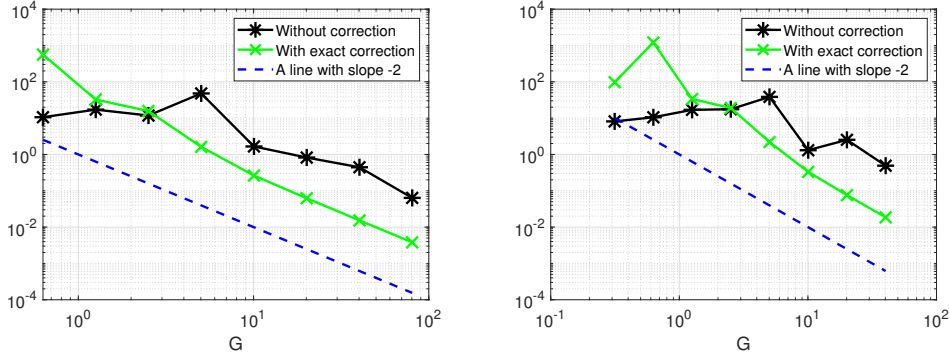 10^4
10^2
10^0
10^-2
10^-4
10^0
10^1
10^2
G
Without correction
With exact correction
A line with slope -2
10^4
10^2
10^0
10^-2
10^-4
10^-1
10^0
10^1
10^2
G
Without correction
With exact correction
A line with slope -2